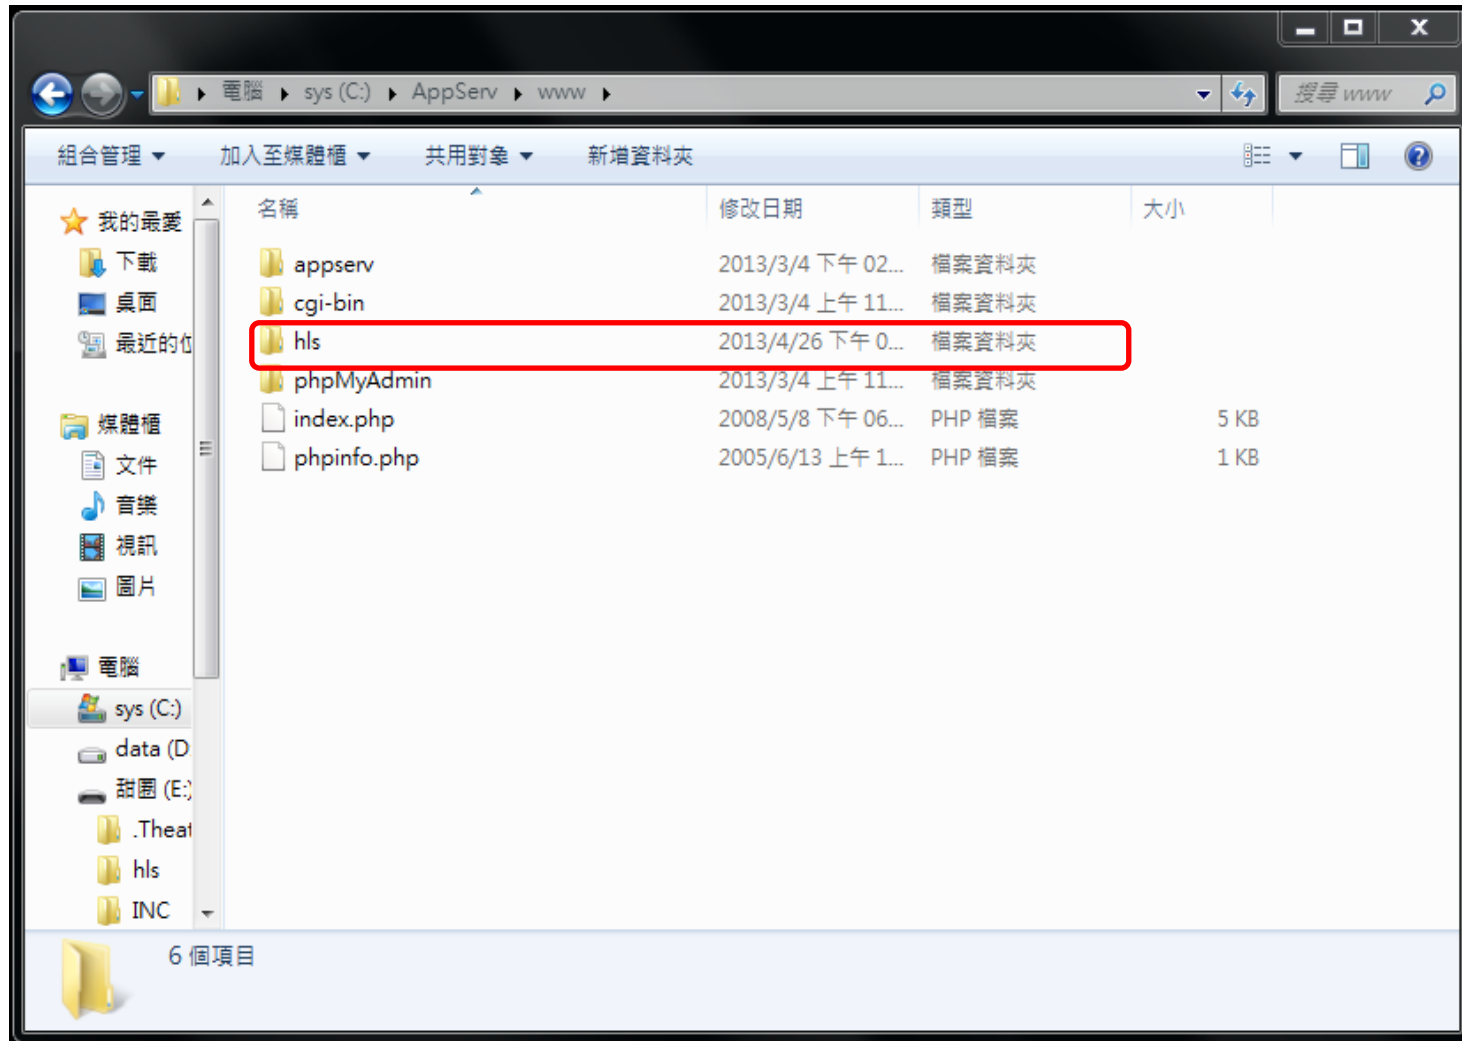 電腦 sys (C:) AppServ www 搜尋 www
組合管理 加入至媒體櫃 共用對象 新增資料夾
我的最愛
下載
桌面
最近的位
媒體櫃
文件
音樂
視訊
圖片
電腦
sys (C:)
data (D
甜園 (E:)
.Theat
hls
INC
名稱 修改日期 類型 大小
appserv 2013/3/4 下午 02... 檔案資料夾
cgi-bin 2013/3/4 上午 11... 檔案資料夾
hls 2013/4/26 下午 0... 檔案資料夾
phpMyAdmin 2013/3/4 上午 11... 檔案資料夾
index.php 2008/5/8 下午 06... PHP 檔案 5 KB
phpinfo.php 2005/6/13 上午 1... PHP 檔案 1 KB
6 個項目